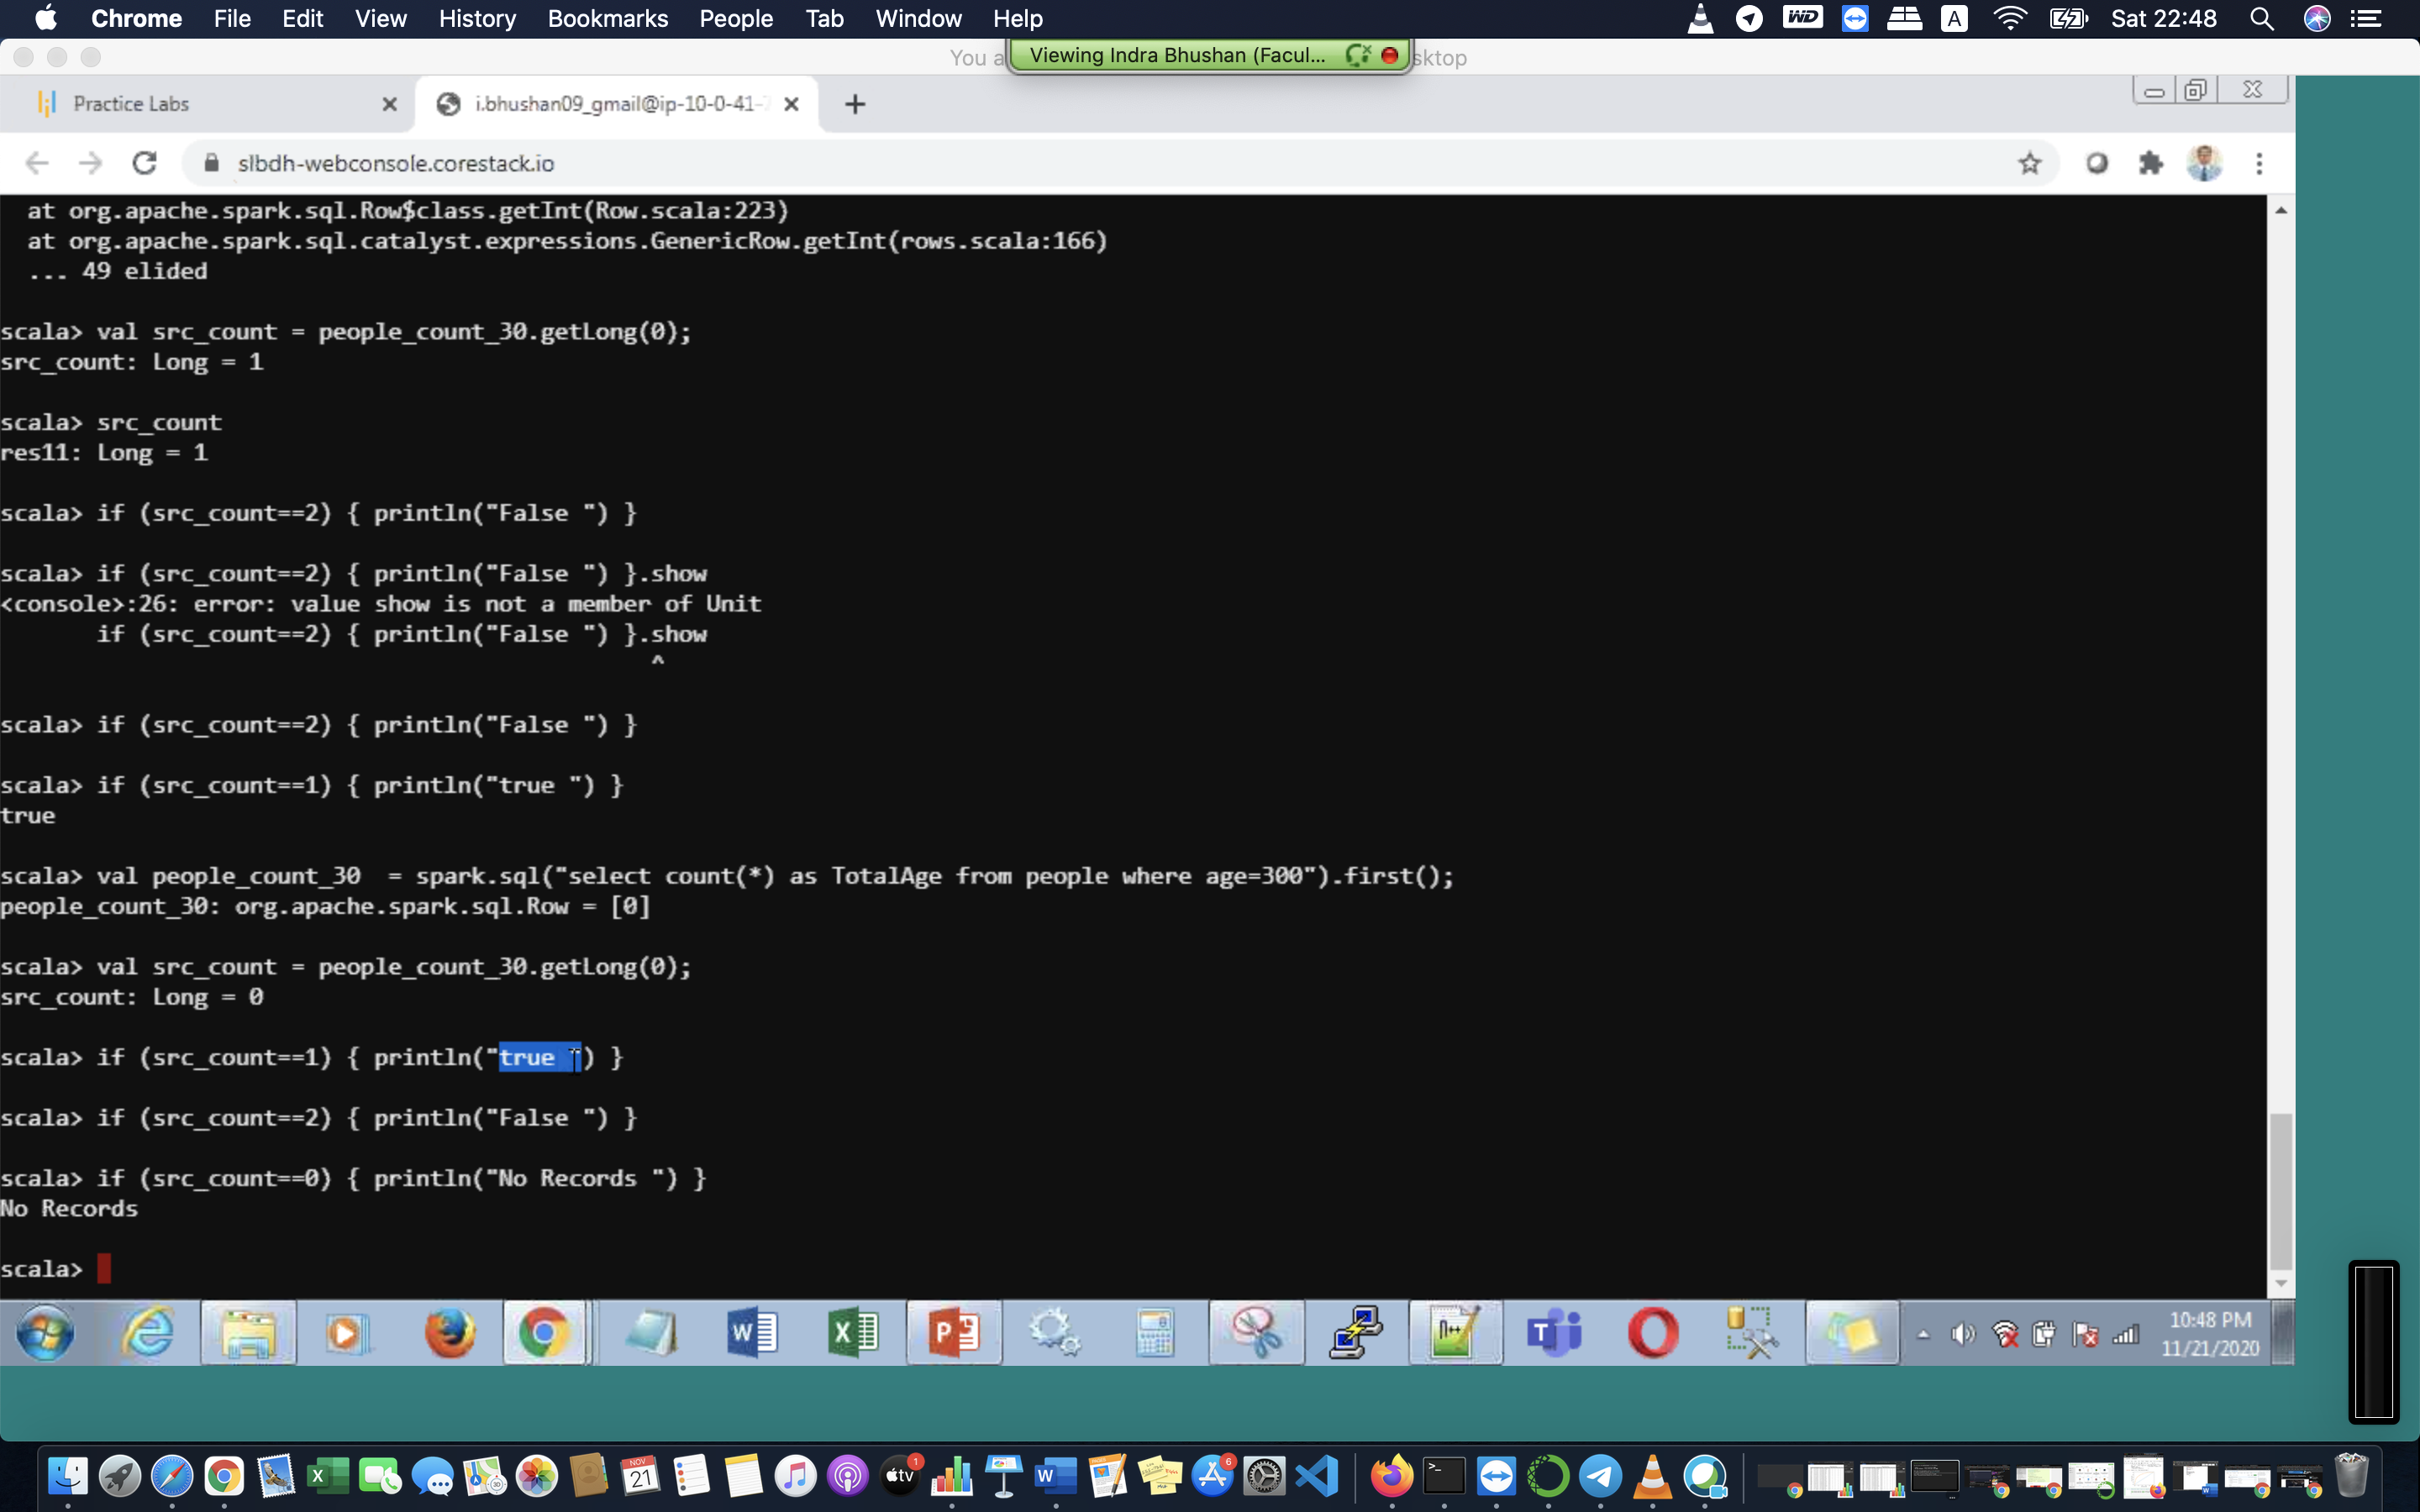 Chrome File Edit View History Bookmarks People Tab Window Help WD A Sat 22:48
You a Viewing Indra Bhushan (Facul... sktop
Practice Labs i.bhushan09_gmail@ip-10-0-41-
slbdh-webconsole.corestack.io
at org.apache.spark.sql.Row$class.getInt(Row.scala:223)
at org.apache.spark.sql.catalyst.expressions.GenericRow.getInt(rows.scala:166)
... 49 elided
scala> val src_count = people_count_30.getLong(0);
src_count: Long = 1
scala> src_count
res11: Long = 1
scala> if (src_count==2) { println("False ") }
scala> if (src_count==2) { println("False ") }.show
<console>:26: error: value show is not a member of Unit
if (src_count==2) { println("False ") }.show
^
scala> if (src_count==2) { println("False ") }
scala> if (src_count==1) { println("true ") }
true
scala> val people_count_30  = spark.sql("select count(*) as TotalAge from people where age=300").first();
people_count_30: org.apache.spark.sql.Row = [0]
scala> val src_count = people_count_30.getLong(0);
src_count: Long = 0
scala> if (src_count==1) { println("true ") }
scala> if (src_count==2) { println("False ") }
scala> if (src_count==0) { println("No Records ") }
No Records
scala>
10:48 PM
11/21/2020
NOV
21
tv
1
6